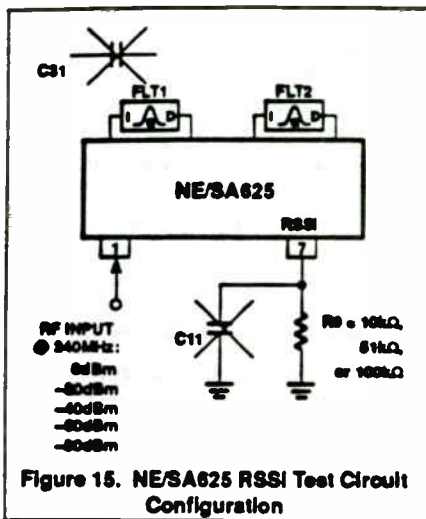 C31
FLT1 FLT2
I D I D
NE/SA625
RSSI
1 7
RF INPUT
@ 240MHz:
0dBm
–20dBm
–40dBm
–60dBm
–80dBm
C11
R9 = 10kΩ,
51kΩ,
or 100kΩ
Figure 15. NE/SA625 RSSI Test Circuit
Configuration